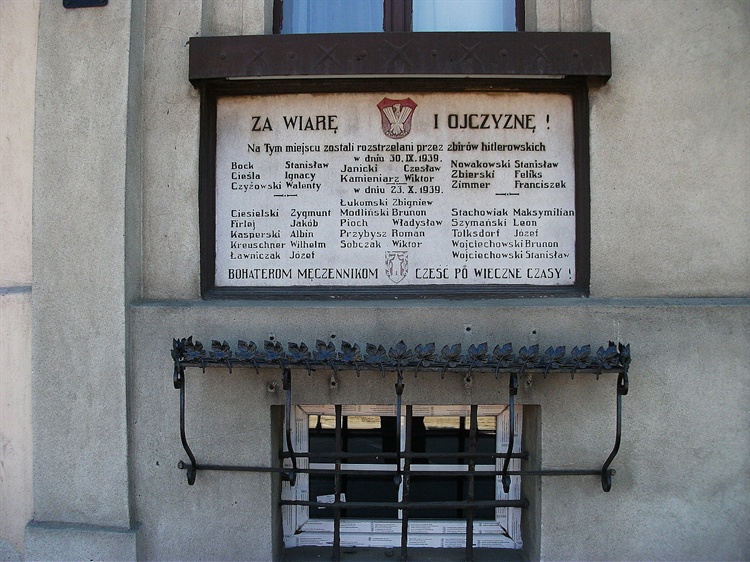 ZA WIARĘ I OJCZYZNĘ !
Na Tym miejscu zostali rozstrzelani przez zbirów hitlerowskich
w dniu 30.IX.1939.
Bock Stanisław Janicki Czesław Nowakowski Stanisław
Cieśla Ignacy Kamieniarz Wiktor Zbierski Feliks
Czyżowski Walenty Zimmer Franciszek
w dniu 23.X.1939.
Łukomski Zbigniew
Ciesielski Zygmunt Modliński Brunon Stachowiak Maksymilian
Firlej Jakób Pioch Władysław Szymański Leon
Kasperski Albin Przybysz Roman Tolksdorf Józef
Kreuschner Wilhelm Sobczak Wiktor Wojciechowski Brunon
Ławniczak Józef Wojciechowski Stanisław
BOHATEROM MĘCZENNIKOM CZEŚĆ PO WIECZNE CZASY !